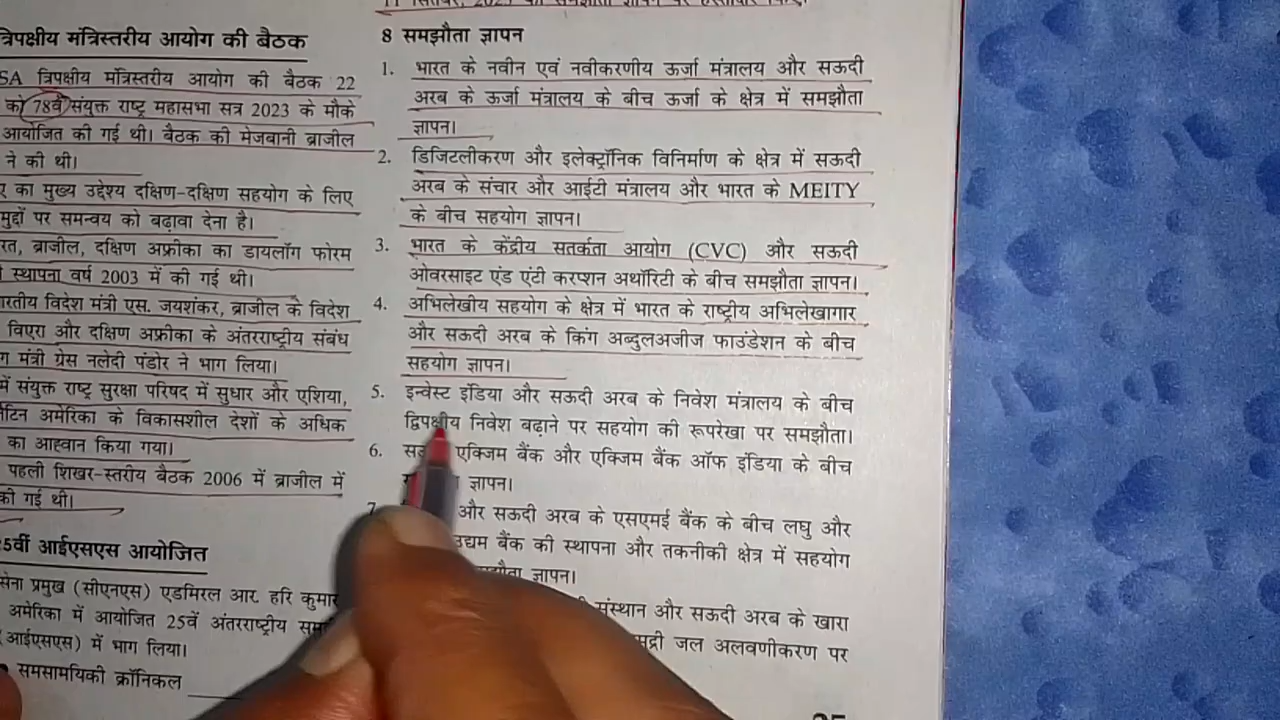 त्रिपक्षीय मंत्रिस्तरीय आयोग की बैठक
SA त्रिपक्षीय मंत्रिस्तरीय आयोग की बैठक 22
को 78वें संयुक्त राष्ट्र महासभा सत्र 2023 के मौके
आयोजित की गई थी। बैठक की मेजबानी ब्राजील
ने की थी।
का मुख्य उद्देश्य दक्षिण-दक्षिण सहयोग के लिए
मुद्दों पर समन्वय को बढ़ावा देना है।
रत, ब्राजील, दक्षिण अफ्रीका का डायलॉग फोरम
स्थापना वर्ष 2003 में की गई थी।
रतीय विदेश मंत्री एस. जयशंकर, ब्राजील के विदेश
विएरा और दक्षिण अफ्रीका के अंतरराष्ट्रीय संबंध
ग मंत्री ग्रेस नलेदी पंडोर ने भाग लिया।
में संयुक्त राष्ट्र सुरक्षा परिषद में सुधार और एशिया,
टिन अमेरिका के विकासशील देशों के अधिक
का आह्वान किया गया।
पहली शिखर-स्तरीय बैठक 2006 में ब्राजील में
की गई थी।
5वीं आईएसएस आयोजित
सेना प्रमुख (सीएनएस) एडमिरल आर. हरि कुमार
अमेरिका में आयोजित 25वें अंतरराष्ट्रीय
(आईएसएस) में भाग लिया।
समसामयिकी क्रॉनिकल
8 समझौता ज्ञापन
1. भारत के नवीन एवं नवीकरणीय ऊर्जा मंत्रालय और सऊदी
अरब के ऊर्जा मंत्रालय के बीच ऊर्जा के क्षेत्र में समझौता
ज्ञापन।
2. डिजिटलीकरण और इलेक्ट्रॉनिक विनिर्माण के क्षेत्र में सऊदी
अरब के संचार और आईटी मंत्रालय और भारत के MEITY
के बीच सहयोग ज्ञापन।
3. भारत के केंद्रीय सतर्कता आयोग (CVC) और सऊदी
ओवरसाइट एंड एंटी करप्शन अथॉरिटी के बीच समझौता ज्ञापन।
4. अभिलेखीय सहयोग के क्षेत्र में भारत के राष्ट्रीय अभिलेखागार
और सऊदी अरब के किंग अब्दुलअजीज फाउंडेशन के बीच
सहयोग ज्ञापन।
5. इन्वेस्ट इंडिया और सऊदी अरब के निवेश मंत्रालय के बीच
द्विपक्षीय निवेश बढ़ाने पर सहयोग की रूपरेखा पर समझौता।
6. एक्जिम बैंक और एक्जिम बैंक ऑफ इंडिया के बीच
ज्ञापन।
7. और सऊदी अरब के एसएमई बैंक के बीच लघु और
उद्यम बैंक की स्थापना और तकनीकी क्षेत्र में सहयोग
ज्ञापन।
संस्थान और सऊदी अरब के खारा
जल अलवणीकरण पर